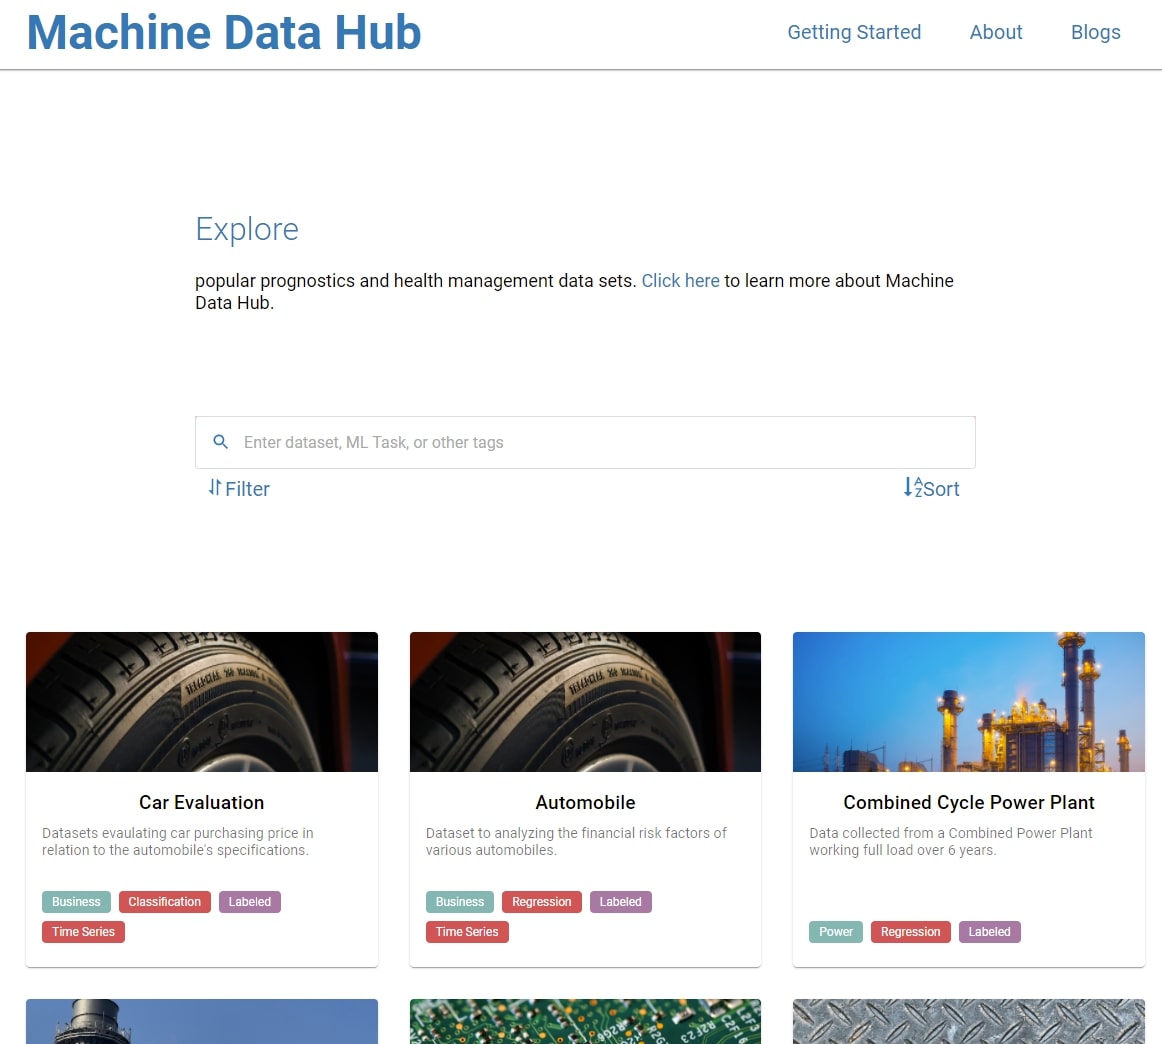 Machine Data Hub
Getting Started
About
Blogs
Explore
popular prognostics and health management data sets. Click here to learn more about Machine
Data Hub.
Enter dataset, ML Task, or other tags
Filter
Sort
Car Evaluation
Datasets evaulating car purchasing price in
relation to the automobile's specifications.
Business
Classification
Labeled
Time Series
Automobile
Dataset to analyzing the financial risk factors of
various automobiles.
Business
Regression
Labeled
Time Series
Combined Cycle Power Plant
Data collected from a Combined Power Plant
working full load over 6 years.
Power
Regression
Labeled